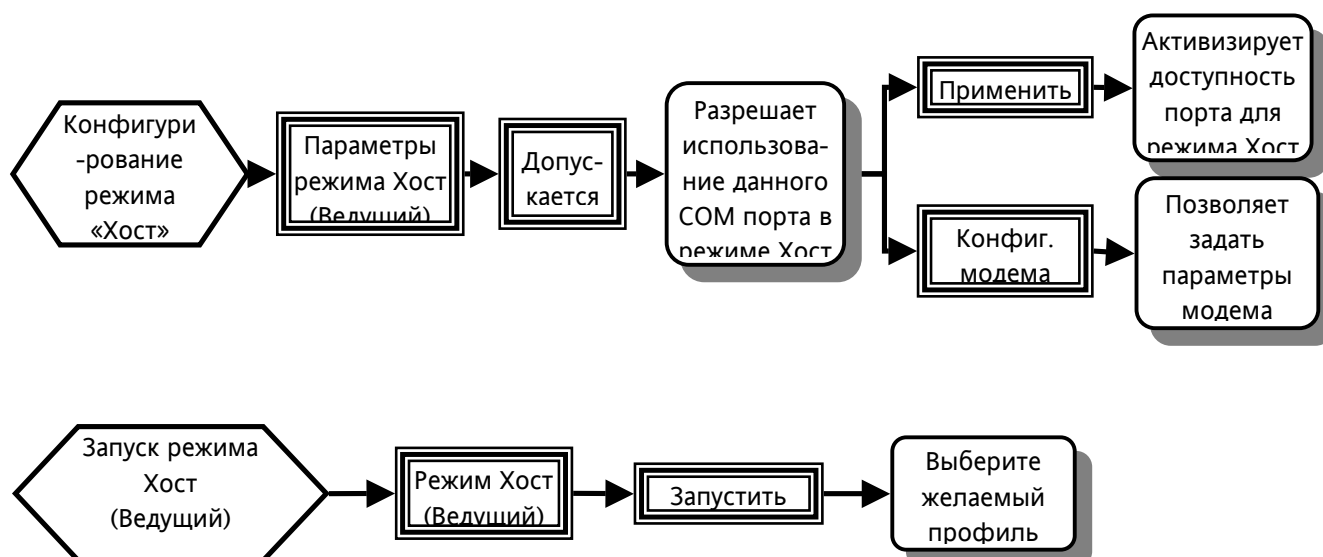 Конфигури
-рование
режима
«Хост»
Параметры
режима Хост
(Ведущий)
Допус-
кается
Разрешает
использова-
ние данного
COM порта в
режиме Хост
Применить
Активизирует
доступность
порта для
режима Хост
Конфиг.
модема
Позволяет
задать
параметры
модема
Запуск режима
Хост
(Ведущий)
Режим Хост
(Ведущий)
Запустить
Выберите
желаемый
профиль